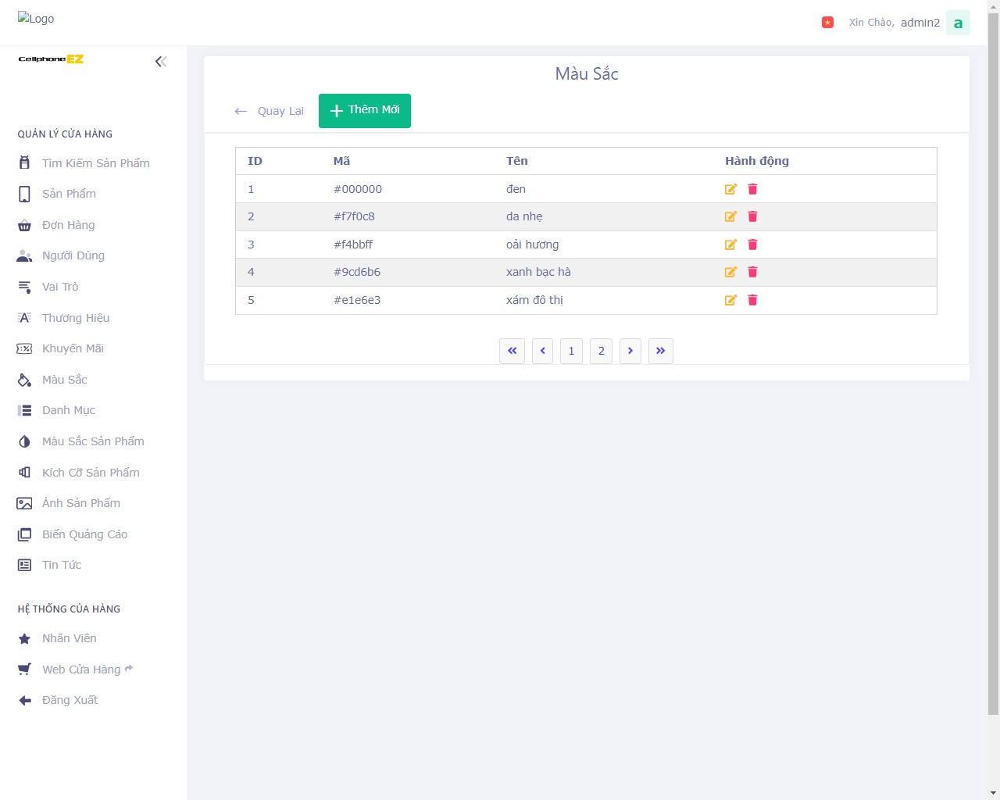 Logo
Xin Chào, admin2 a
CellphoneEZ
QUẢN LÝ CỬA HÀNG
Tìm Kiếm Sản Phẩm
Sản Phẩm
Đơn Hàng
Người Dùng
Vai Trò
Thương Hiệu
Khuyến Mãi
Màu Sắc
Danh Mục
Màu Sắc Sản Phẩm
Kích Cỡ Sản Phẩm
Ảnh Sản Phẩm
Biển Quảng Cáo
Tin Tức
HỆ THỐNG CỦA HÀNG
Nhân Viên
Web Cửa Hàng
Đăng Xuất
Màu Sắc
Quay Lại Thêm Mới
ID Mã Tên Hành động
1 #000000 đen
2 #f7f0c8 da nhẹ
3 #f4bbff oải hương
4 #9cd6b6 xanh bạc hà
5 #e1e6e3 xám đô thị
1 2